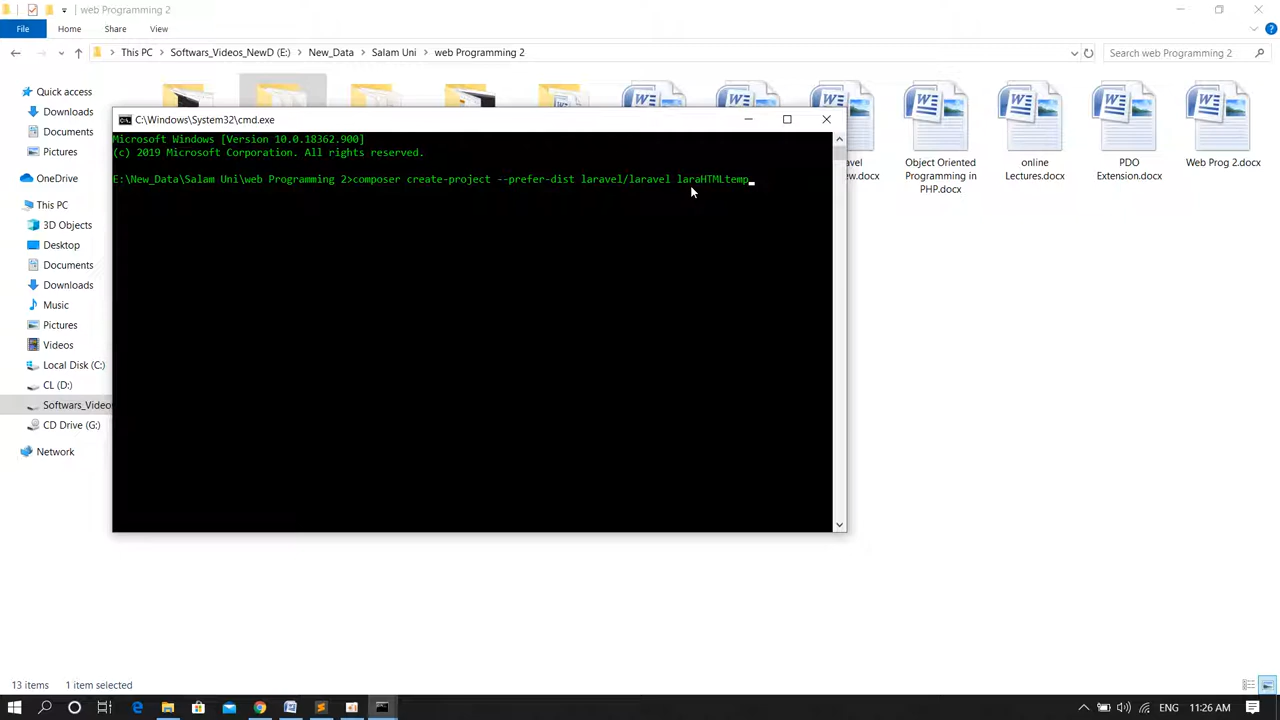 web Programming 2
File
Home
Share
View
This PC
Softwars_Videos_NewD (E:)
New_Data
Salam Uni
web Programming 2
Search web Programming 2
Quick access
Downloads
Documents
Pictures
OneDrive
This PC
3D Objects
Desktop
Documents
Downloads
Music
Pictures
Videos
Local Disk (C:)
CL (D:)
Softwars_Video
CD Drive (G:)
Network
C:\Windows\System32\cmd.exe
Microsoft Windows [Version 10.0.18362.900]
(c) 2019 Microsoft Corporation. All rights reserved.
E:\New_Data\Salam Uni\web Programming 2>composer create-project --prefer-dist laravel/laravel laraHTMLtemp
Object Oriented
Programming in
PHP.docx
online
Lectures.docx
PDO
Extension.docx
Web Prog 2.docx
13 items
1 item selected
ENG
11:26 AM